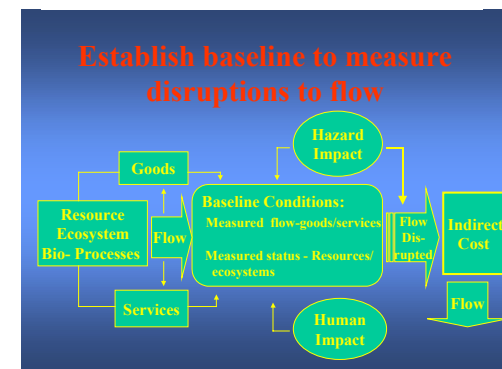 Establish baseline to measure
disruptions to flow
Hazard
Impact
Goods
Resource
Ecosystem
Bio- Processes
Flow
Baseline Conditions:
Measured flow-goods/services
Measured status - Resources/
ecosystems
Flow
Dis-
rupted
Indirect
Cost
Services
Human
Impact
Flow